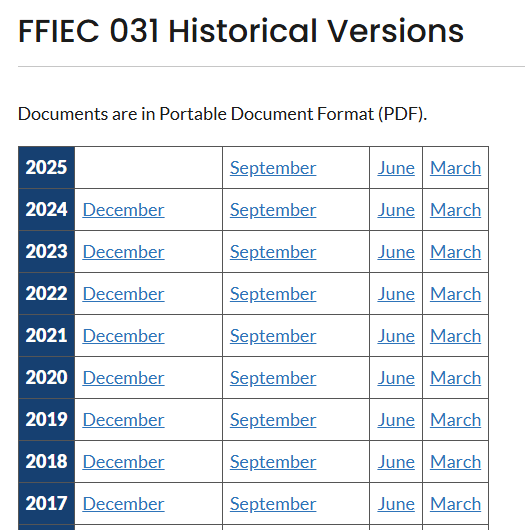 FFIEC 031 Historical Versions
Documents are in Portable Document Format (PDF).
2025 September June March
2024 December September June March
2023 December September June March
2022 December September June March
2021 December September June March
2020 December September June March
2019 December September June March
2018 December September June March
2017 December September June March